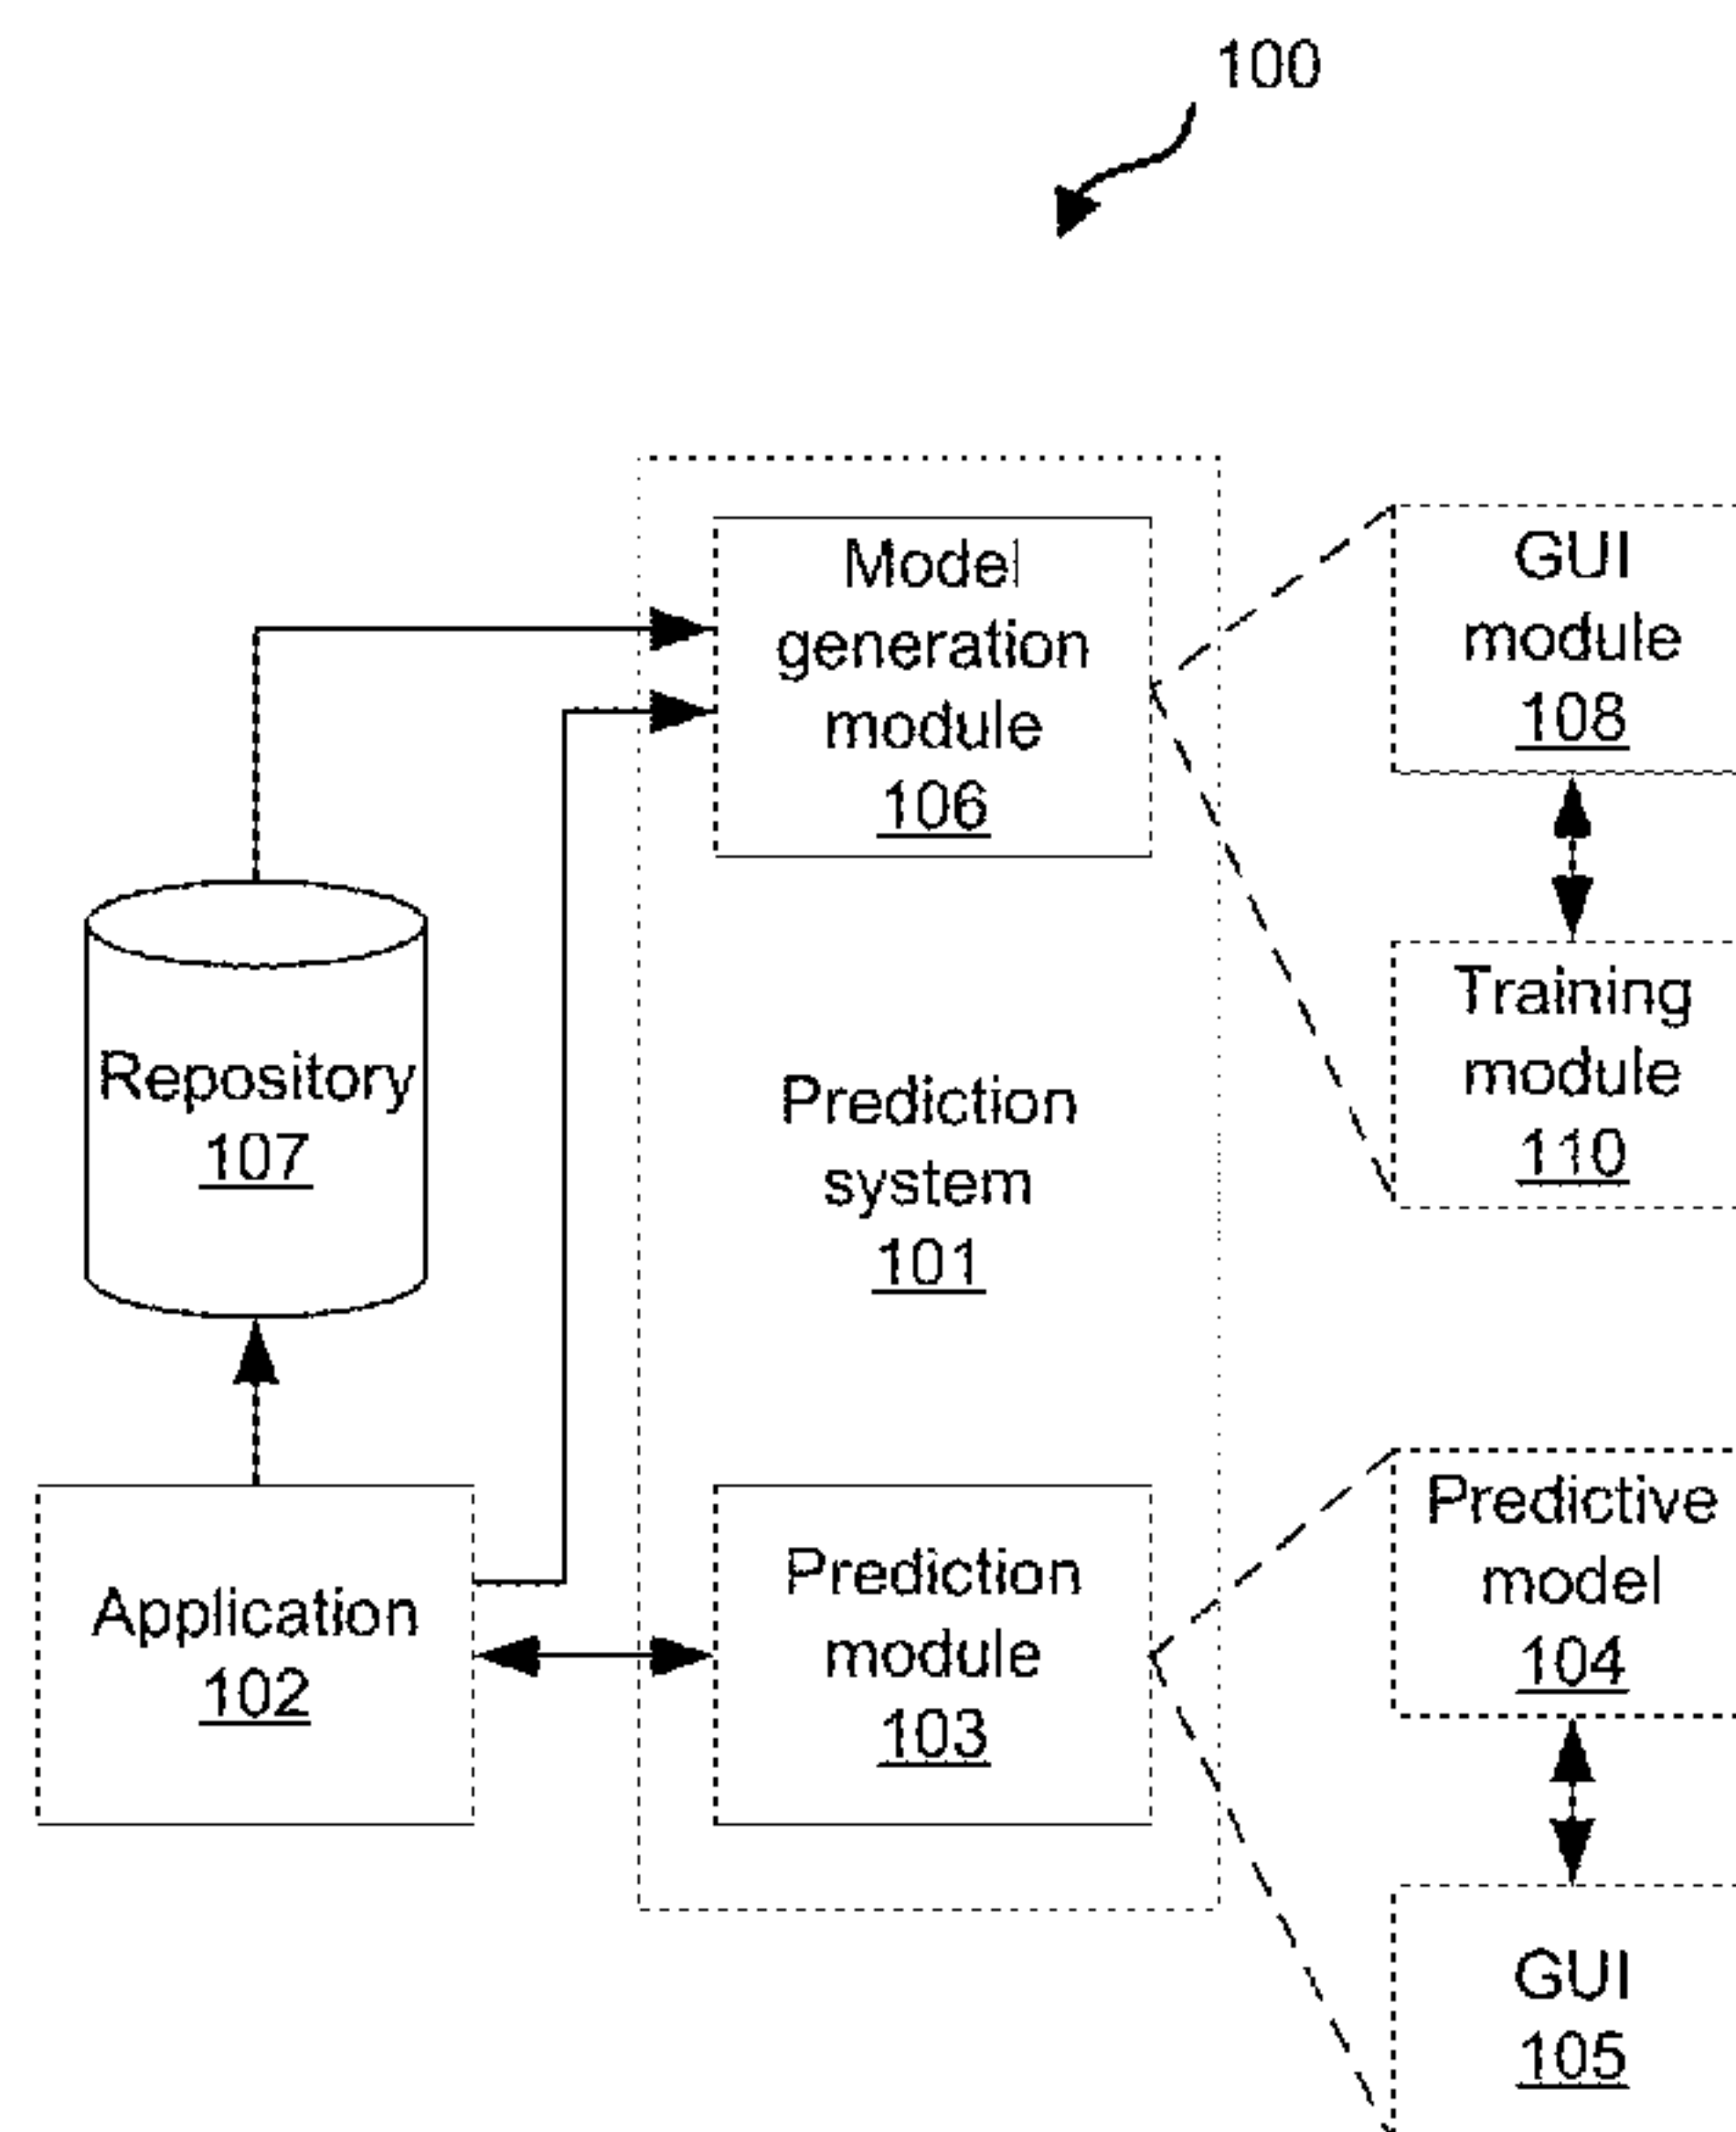 100
Model
generation
module
106
GUI
module
108
Training
module
110
Repository
107
Prediction
system
101
Application
102
Prediction
module
103
Predictive
model
104
GUI
105